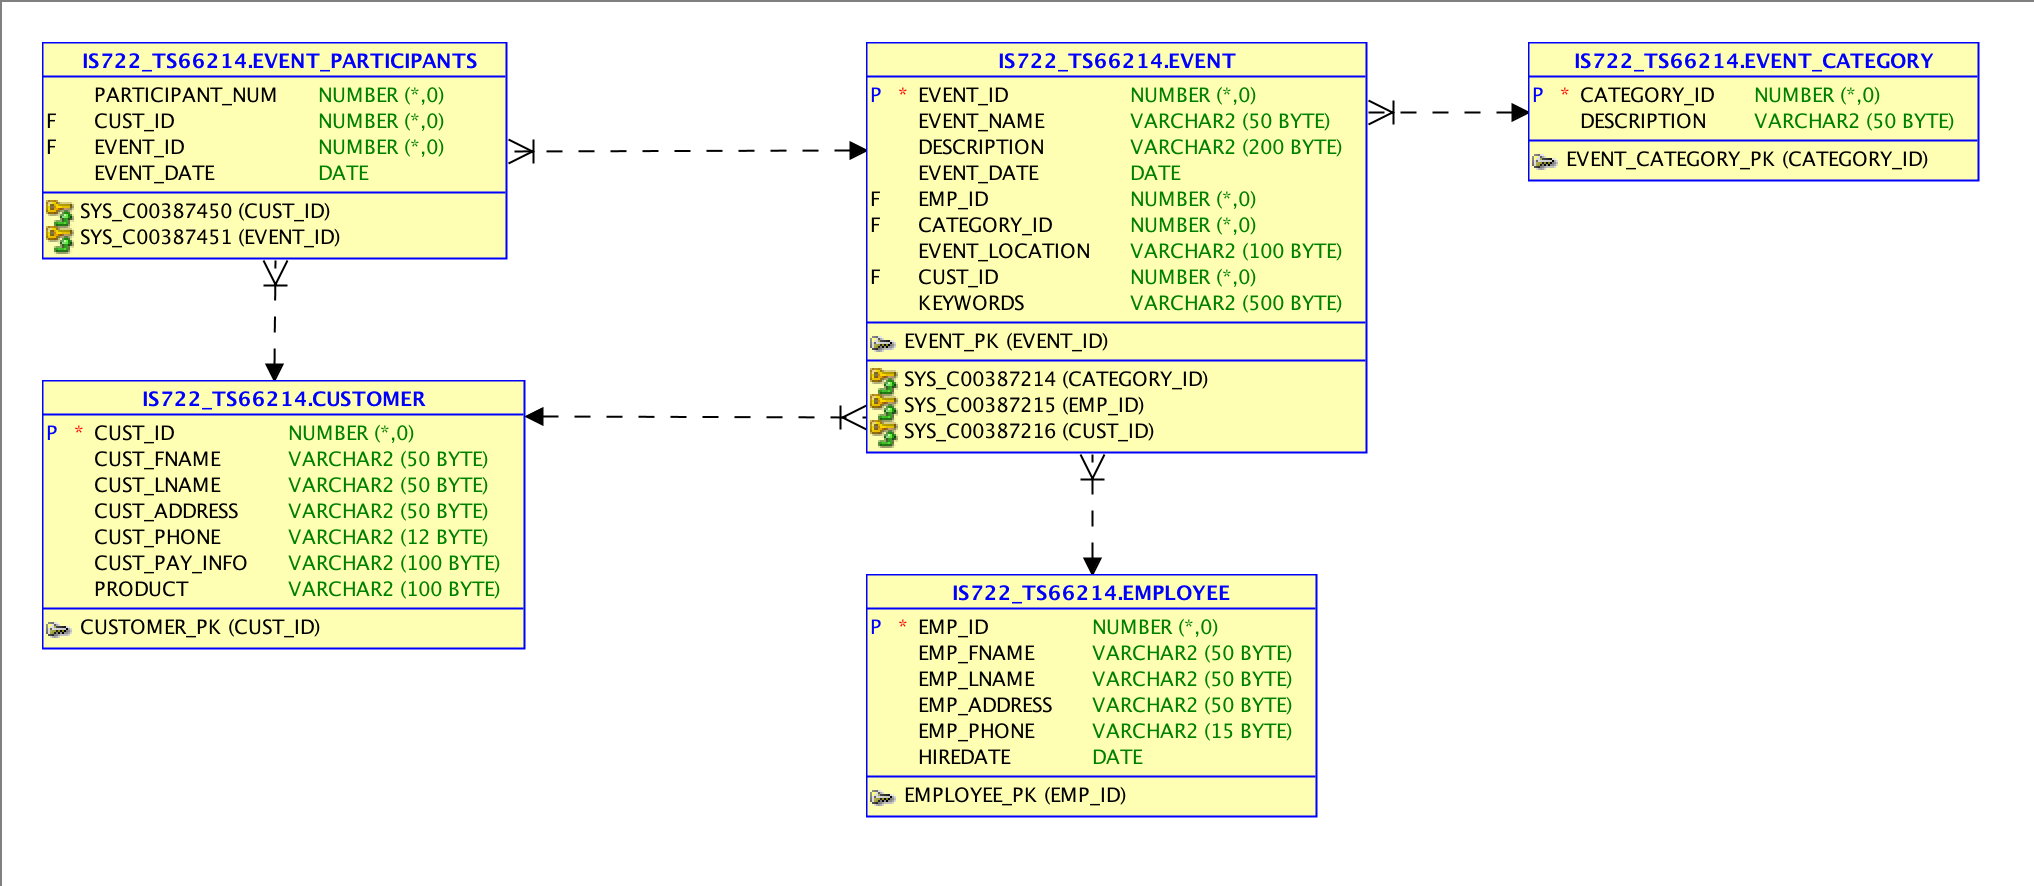 IS722_TS66214.EVENT_PARTICIPANTS
PARTICIPANT_NUM NUMBER (*,0)
F CUST_ID NUMBER (*,0)
F EVENT_ID NUMBER (*,0)
EVENT_DATE DATE
SYS_C00387450 (CUST_ID)
SYS_C00387451 (EVENT_ID)
IS722_TS66214.EVENT
P * EVENT_ID NUMBER (*,0)
EVENT_NAME VARCHAR2 (50 BYTE)
DESCRIPTION VARCHAR2 (200 BYTE)
EVENT_DATE DATE
F EMP_ID NUMBER (*,0)
F CATEGORY_ID NUMBER (*,0)
EVENT_LOCATION VARCHAR2 (100 BYTE)
F CUST_ID NUMBER (*,0)
KEYWORDS VARCHAR2 (500 BYTE)
EVENT_PK (EVENT_ID)
SYS_C00387214 (CATEGORY_ID)
SYS_C00387215 (EMP_ID)
SYS_C00387216 (CUST_ID)
IS722_TS66214.EVENT_CATEGORY
P * CATEGORY_ID NUMBER (*,0)
DESCRIPTION VARCHAR2 (50 BYTE)
EVENT_CATEGORY_PK (CATEGORY_ID)
IS722_TS66214.CUSTOMER
P * CUST_ID NUMBER (*,0)
CUST_FNAME VARCHAR2 (50 BYTE)
CUST_LNAME VARCHAR2 (50 BYTE)
CUST_ADDRESS VARCHAR2 (50 BYTE)
CUST_PHONE VARCHAR2 (12 BYTE)
CUST_PAY_INFO VARCHAR2 (100 BYTE)
PRODUCT VARCHAR2 (100 BYTE)
CUSTOMER_PK (CUST_ID)
IS722_TS66214.EMPLOYEE
P * EMP_ID NUMBER (*,0)
EMP_FNAME VARCHAR2 (50 BYTE)
EMP_LNAME VARCHAR2 (50 BYTE)
EMP_ADDRESS VARCHAR2 (50 BYTE)
EMP_PHONE VARCHAR2 (15 BYTE)
HIREDATE DATE
EMPLOYEE_PK (EMP_ID)